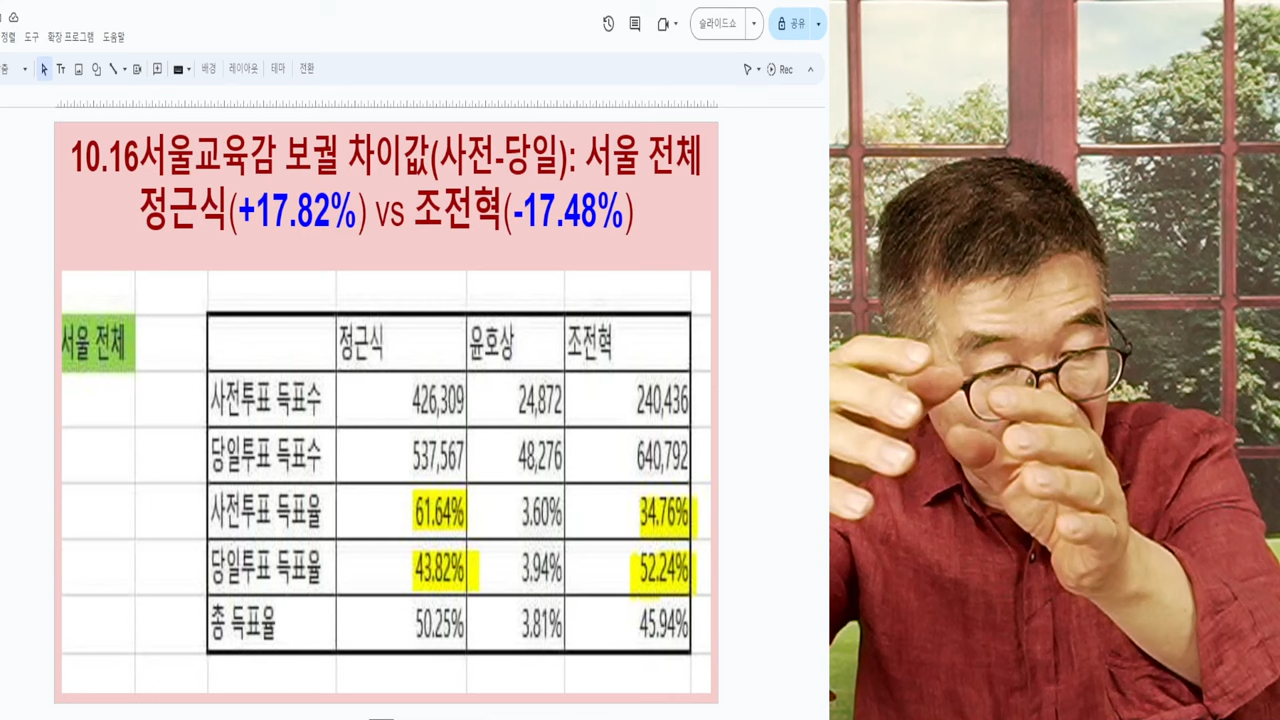 정렬 도구 확장 프로그램 도움말
슬라이드쇼
공유
배경 레이아웃 테마 전환
Rec
10.16서울교육감 보궐 차이값(사전-당일): 서울 전체
정근식(+17.82%) vs 조전혁(-17.48%)
서울 전체 정근식 윤호상 조전혁
사전투표 득표수 426,309 24,872 240,436
당일투표 득표수 537,567 48,276 640,792
사전투표 득표율 61.64% 3.60% 34.76%
당일투표 득표율 43.82% 3.94% 52.24%
총 득표율 50.25% 3.81% 45.94%